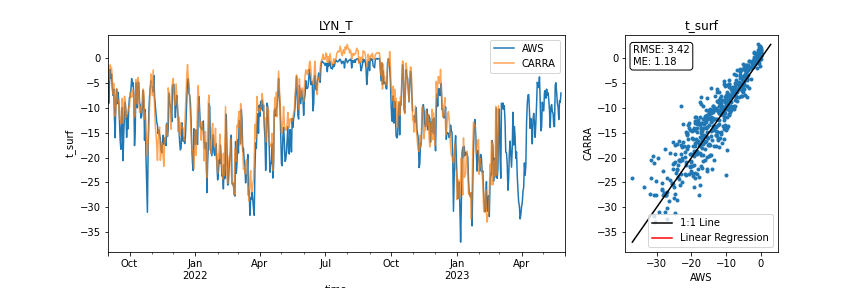 LYN_T
t_surf
0
−5
−10
−15
−20
−25
−30
−35
AWS
CARRA
Oct
Jan
2022
Apr
Jul
Oct
Jan
2023
Apr
time
t_surf
t_surf
RMSE: 3.42
ME: 1.18
CARRA
0
−5
−10
−15
−20
−25
−30
−35
1:1 Line
Linear Regression
−30
−20
−10
0
AWS